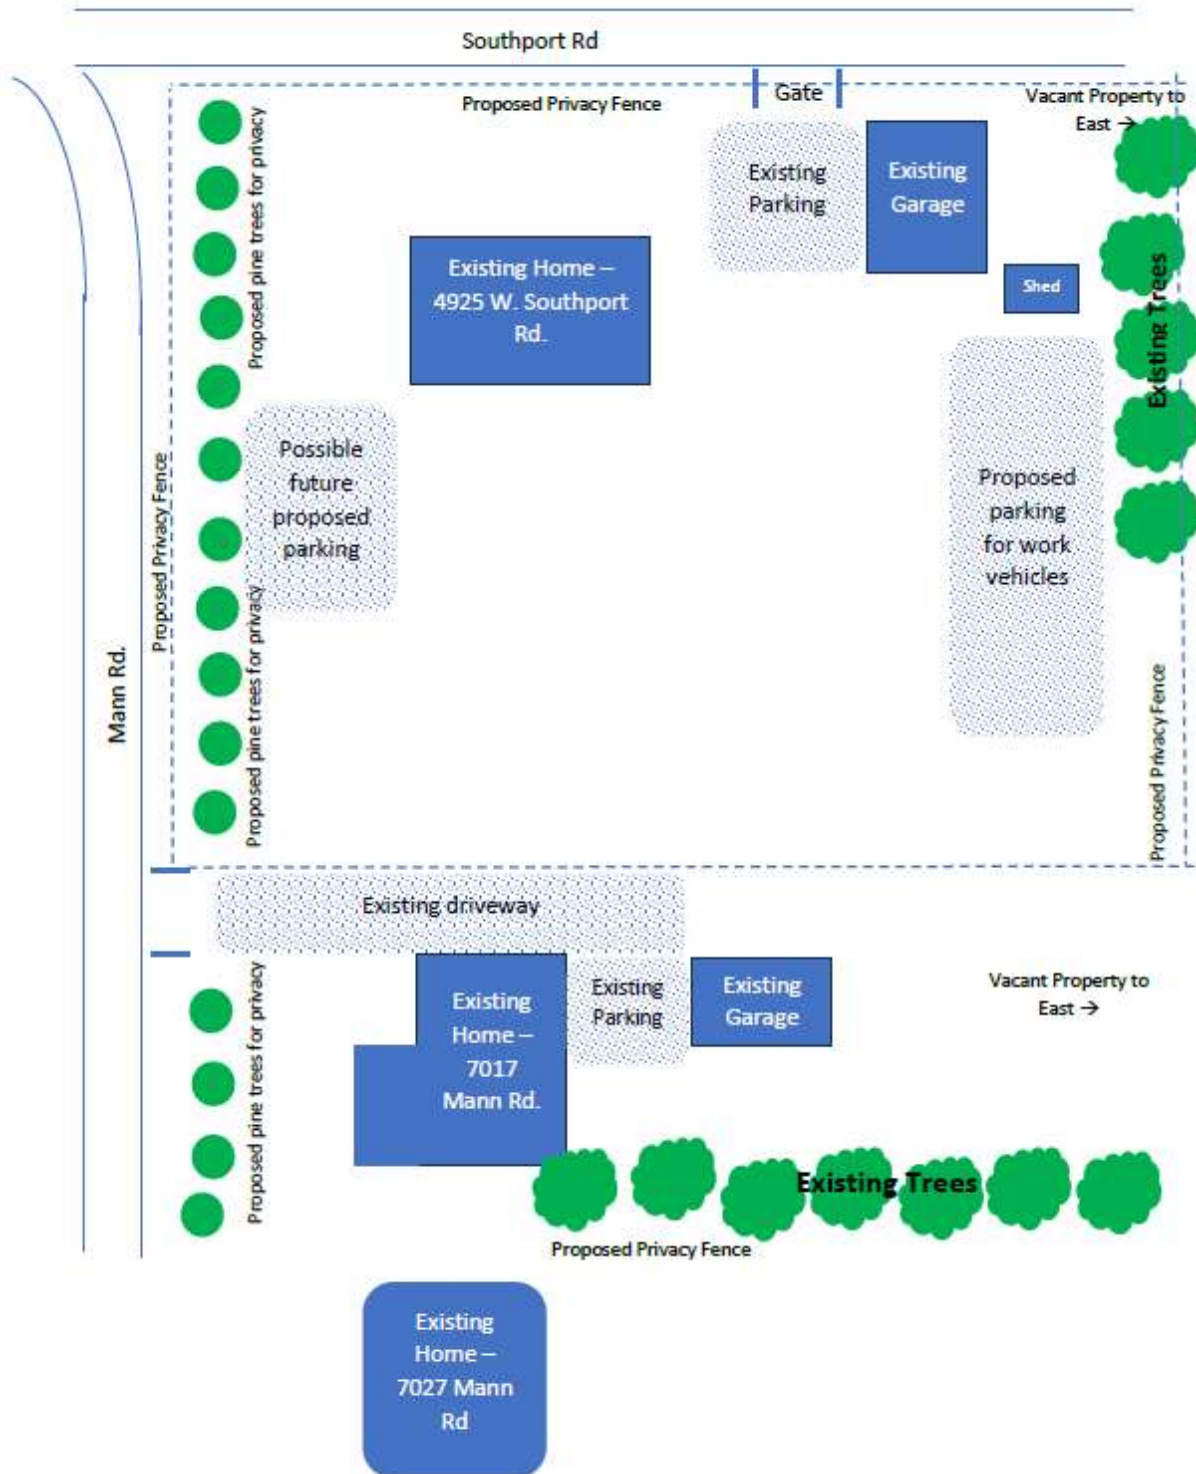 Southport Rd
Proposed Privacy Fence
Gate
Vacant Property to
East →
Existing
Parking
Existing
Garage
Proposed pine trees for privacy
Existing Home –
4925 W. Southport
Rd.
Shed
Existing Trees
Possible
future
proposed
parking
Proposed
parking
for work
vehicles
Proposed Privacy Fence
Mann Rd.
Proposed pine trees for privacy
Proposed Privacy Fence
Existing driveway
Proposed pine trees for privacy
Existing
Home –
7017
Mann Rd.
Existing
Parking
Existing
Garage
Vacant Property to
East →
Existing Trees
Proposed Privacy Fence
Existing
Home –
7027 Mann
Rd